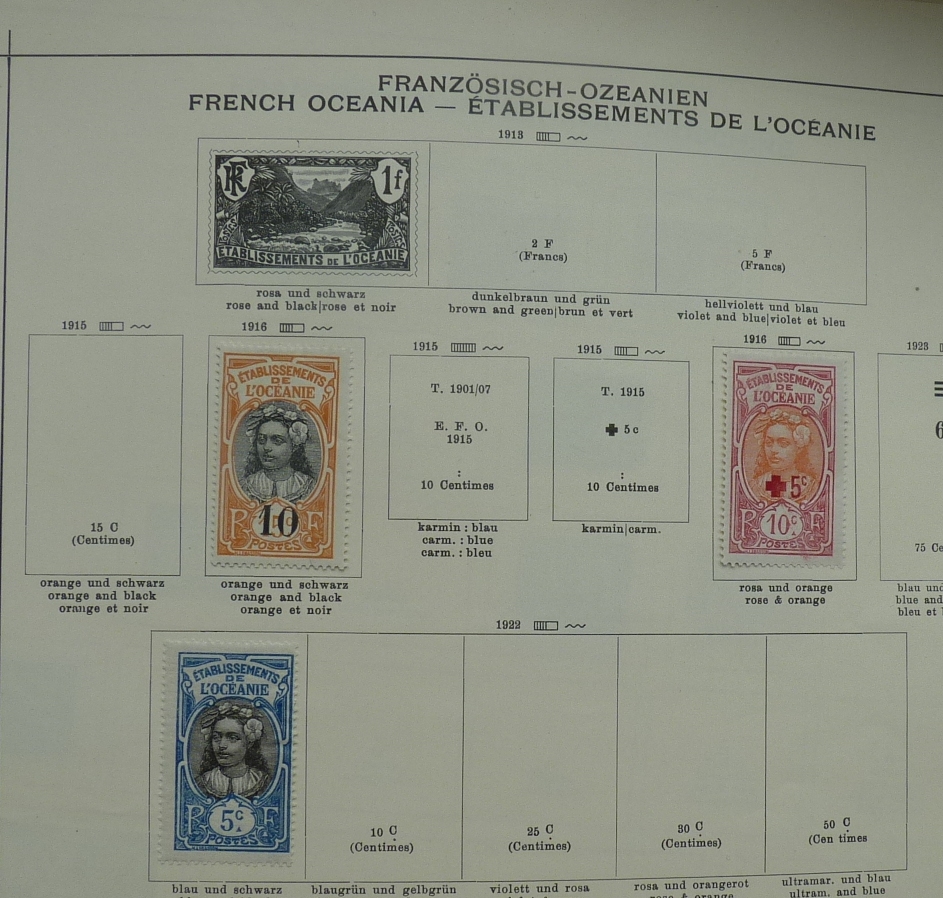 FRANZÖSISCH-OZEANIEN
FRENCH OCEANIA — ÉTABLISSEMENTS DE L'OCÉANIE
1913
RF 1f
ÉTABLISSEMENTS DE L'OCÉANIE
2 F
(Francs)
5 F
(Francs)
rosa und schwarz
rose and black|rose et noir
dunkelbraun und grün
brown and green|brun et vert
hellviolett und blau
violet and blue|violet et bleu
1915
15 C
(Centimes)
orange und schwarz
orange and black
orange et noir
1916
ÉTABLISSEMENTS
DE
L'OCÉANIE
10
R F
POSTES
orange und schwarz
orange and black
orange et noir
1915
T. 1901/07
E. F. O.
1915
:
10 Centimes
karmin : blau
carm. : blue
carm. : bleu
1915
T. 1915
✚ 5 c
:
10 Centimes
karmin|carm.
1916
ÉTABLISSEMENTS
DE
L'OCÉANIE
✚ 5c
R 10c F
POSTES
rosa und orange
rose & orange
1923
6
75 Ce
blau und
blue and
bleu et
1922
ÉTABLISSEMENTS
DE
L'OCÉANIE
R 5c F
POSTES
10 C
(Centimes)
25 C
(Centimes)
30 C
(Centimes)
50 C
(Cen times)
blau und schwarz
blaugrün und gelbgrün
violett und rosa
rosa und orangerot
rose & orange
ultramar. und blau
ultram. and blue